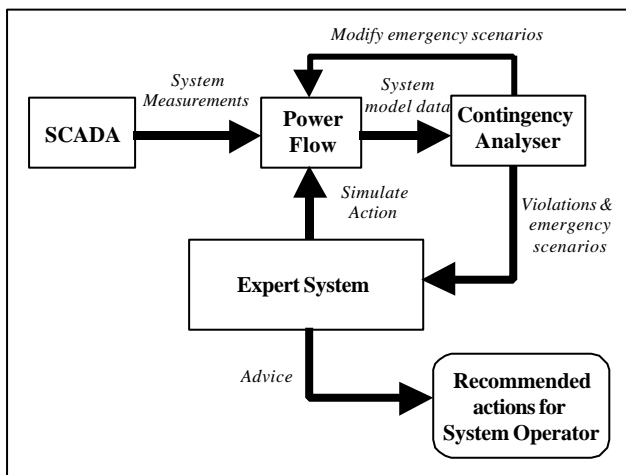 Modify emergency scenarios
System
Measurements
System
model data
SCADA
Power
Flow
Contingency
Analyser
Simulate
Action
Violations &
emergency
scenarios
Expert System
Advice
Recommended
actions for
System Operator